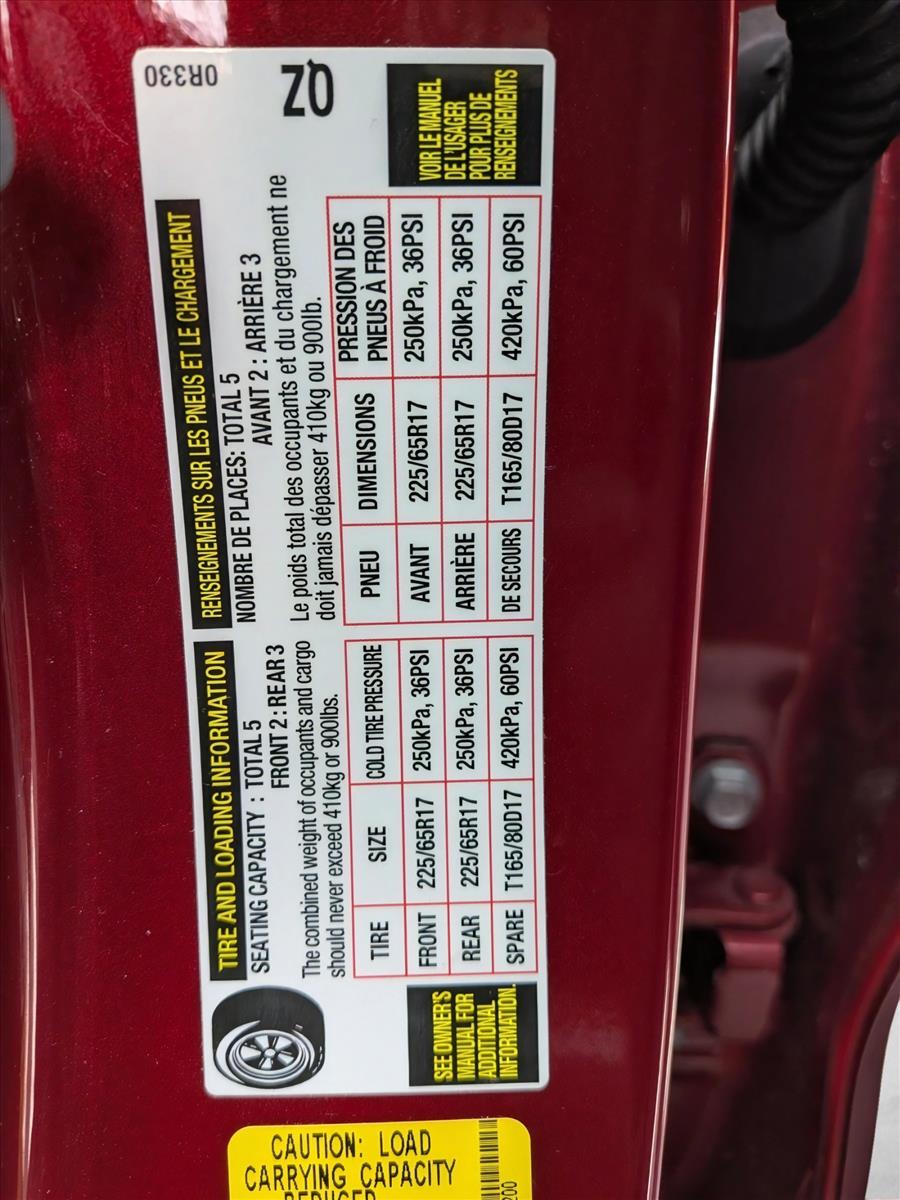 TIRE AND LOADING INFORMATION
SEATING CAPACITY : TOTAL 5
FRONT 2 : REAR 3
The combined weight of occupants and cargo
should never exceed 410kg or 900lbs.
TIRE SIZE COLD TIRE PRESSURE
FRONT 225/65R17 250kPa, 36PSI
REAR 225/65R17 250kPa, 36PSI
SPARE T165/80D17 420kPa, 60PSI
SEE OWNER'S
MANUAL FOR
ADDITIONAL
INFORMATION.
RENSEIGNEMENTS SUR LES PNEUS ET LE CHARGEMENT
NOMBRE DE PLACES: TOTAL 5
AVANT 2 : ARRIÈRE 3
Le poids total des occupants et du chargement ne
doit jamais dépasser 410kg ou 900lb.
PNEU DIMENSIONS PRESSION DES
PNEUS À FROID
AVANT 225/65R17 250kPa, 36PSI
ARRIÈRE 225/65R17 250kPa, 36PSI
DE SECOURS T165/80D17 420kPa, 60PSI
0R330
QZ
VOIR LE MANUEL
DE L'USAGER
POUR PLUS DE
RENSEIGNEMENTS
CAUTION: LOAD
CARRYING CAPACITY
REDUCED
200